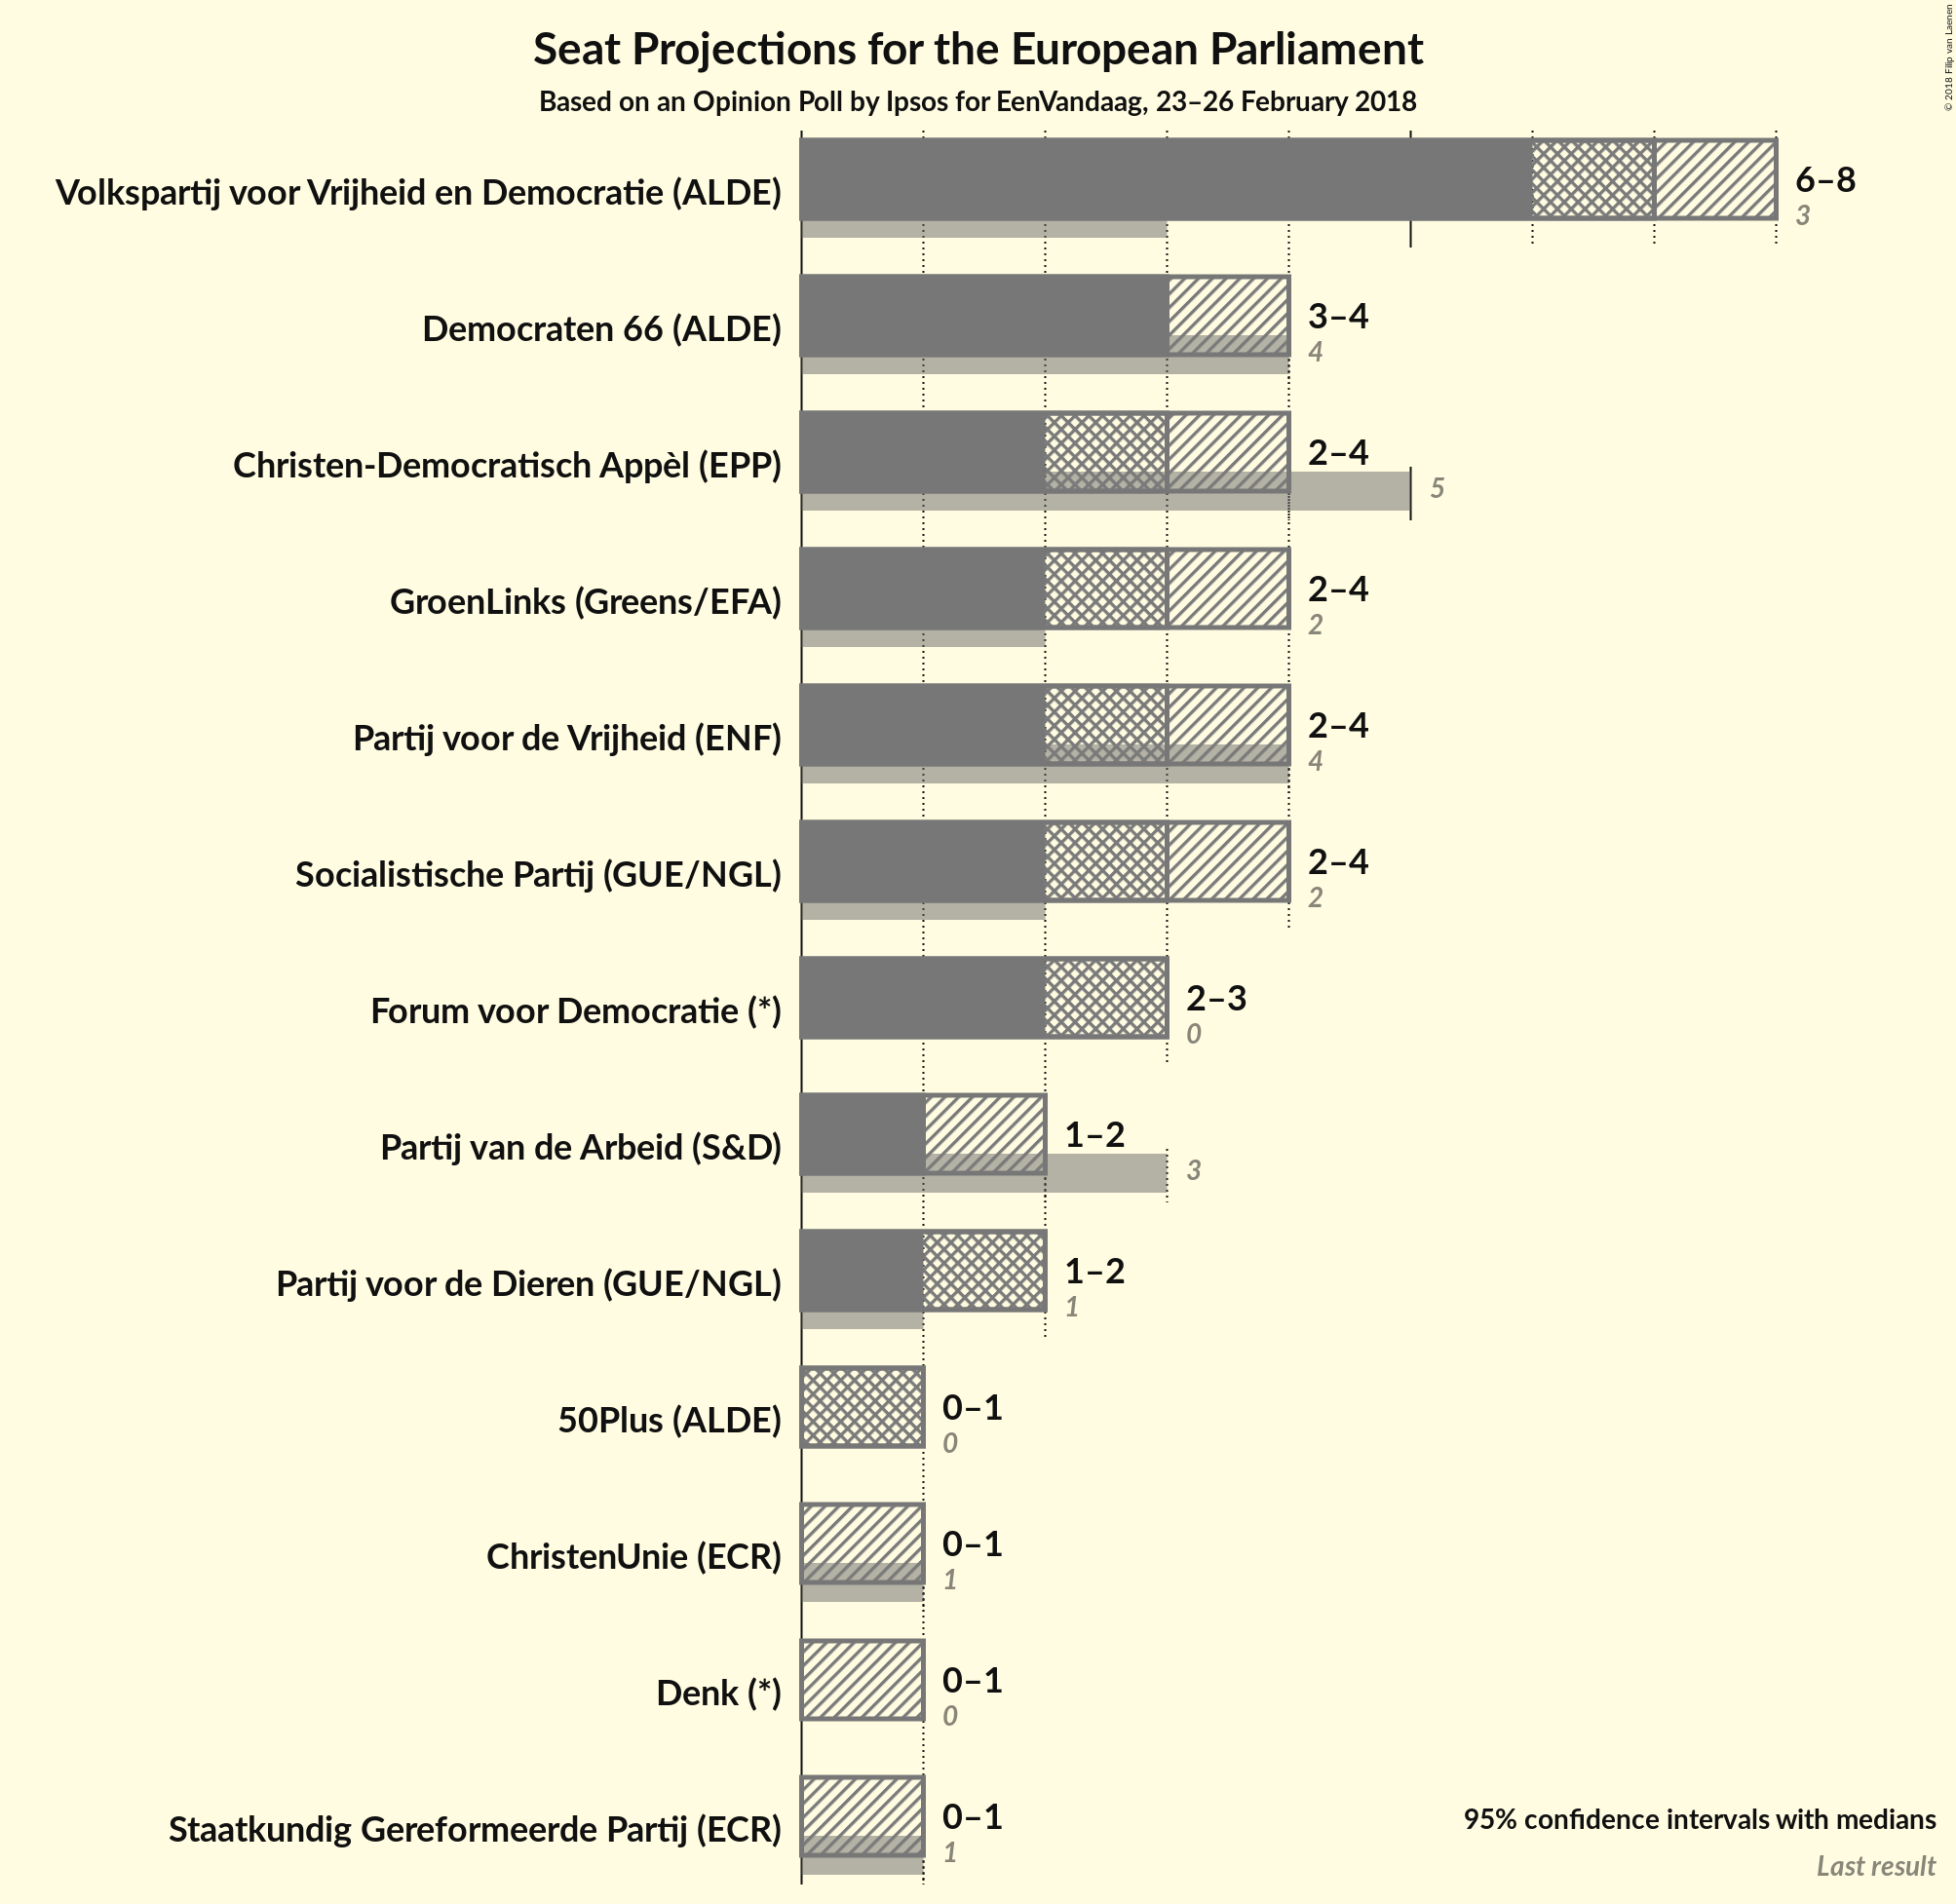 Seat Projections for the European Parliament
Based on an Opinion Poll by Ipsos for EenVandaag, 23–26 February 2018
© 2018 Filip van Laenen
Volkspartij voor Vrijheid en Democratie (ALDE)
6–8
3
Democraten 66 (ALDE)
3–4
4
Christen-Democratisch Appèl (EPP)
2–4
5
GroenLinks (Greens/EFA)
2–4
2
Partij voor de Vrijheid (ENF)
2–4
4
Socialistische Partij (GUE/NGL)
2–4
2
Forum voor Democratie (*)
2–3
0
Partij van de Arbeid (S&D)
1–2
3
Partij voor de Dieren (GUE/NGL)
1–2
1
50Plus (ALDE)
0–1
0
ChristenUnie (ECR)
0–1
1
Denk (*)
0–1
0
Staatkundig Gereformeerde Partij (ECR)
0–1
1
95% confidence intervals with medians
Last result